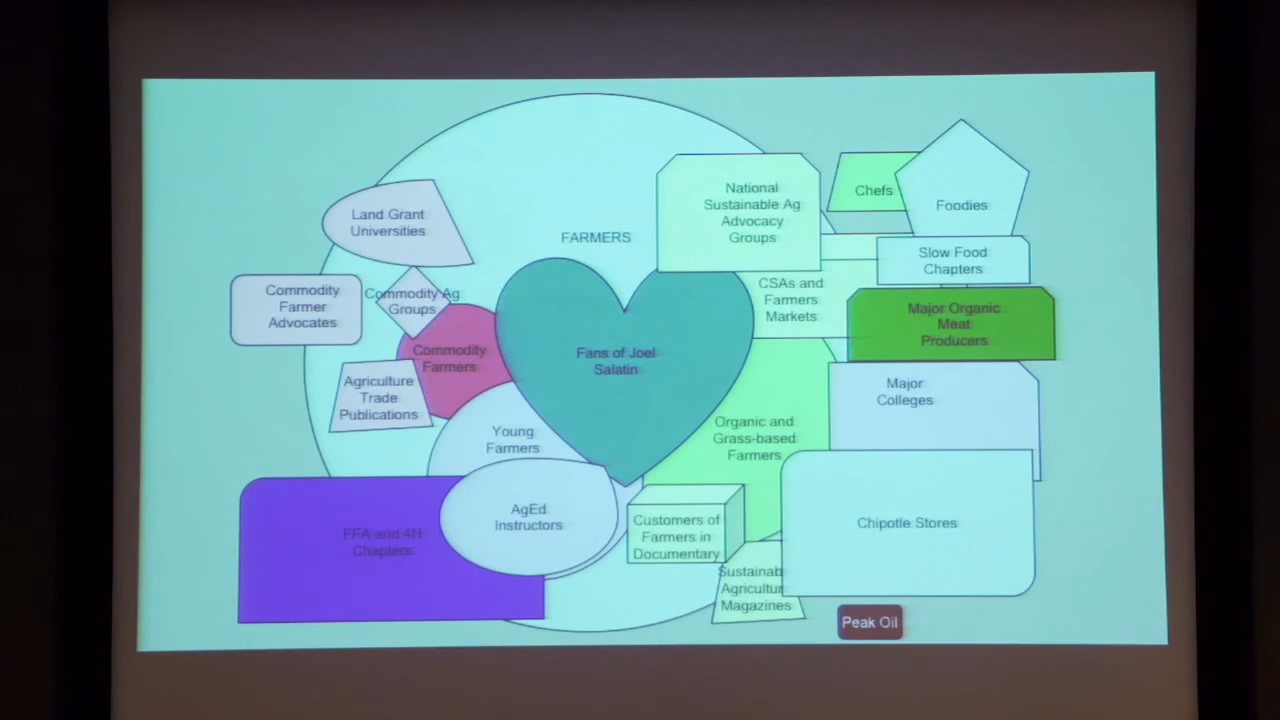 National
Sustainable Ag
Advocacy
Groups
Chefs
Foodies
Land Grant
Universities
FARMERS
Slow Food
Chapters
Commodity
Farmer
Advocates
Commodity Ag
Groups
CSAs and
Farmers
Markets
Major Organic
Meat
Producers
Commodity
Farmers
Fans of Joel
Salatin
Agriculture
Trade
Publications
Major
Colleges
Young
Farmers
Organic and
Grass-based
Farmers
FFA and 4H
Chapters
AgEd
Instructors
Customers of
Farmers in
Documentary
Chipotle Stores
Sustainab
Agricultur
Magazines
Peak Oil